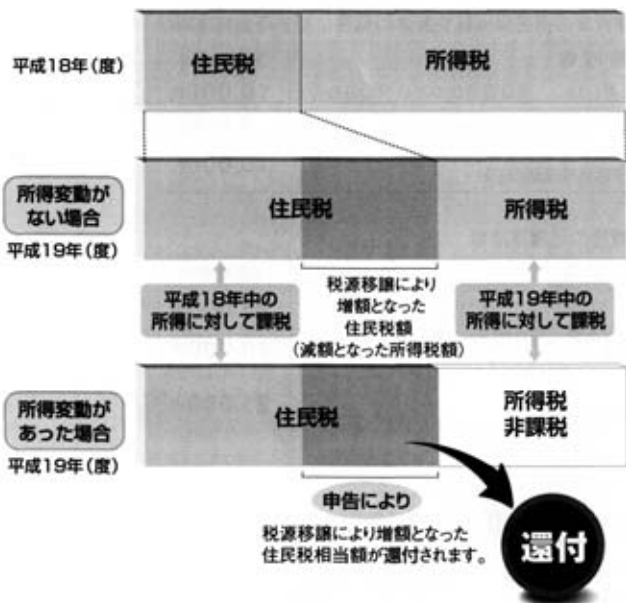 平成18年(度)
住民税
所得税
所得変動が
ない場合
平成19年(度)
住民税
所得税
平成18年中の
所得に対して課税
税源移譲により
増額となった
住民税額
(減額となった所得税額)
平成19年中の
所得に対して課税
所得変動が
あった場合
平成19年(度)
住民税
所得税
非課税
申告により
税源移譲により増額となった
住民税相当額が還付されます。
還付